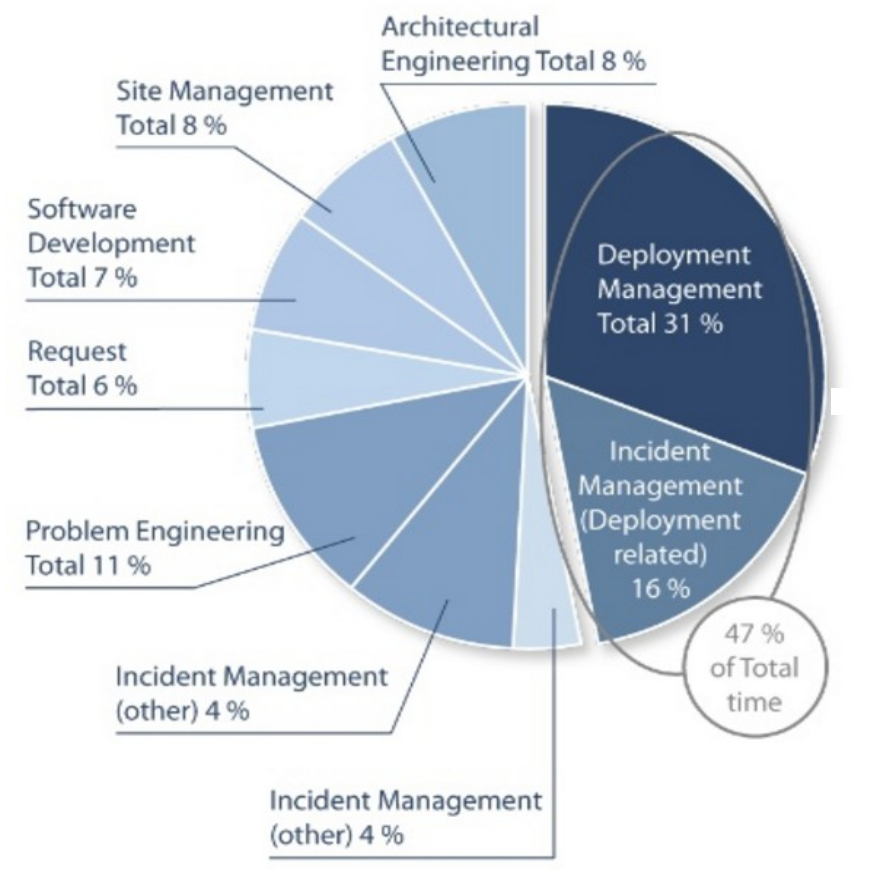 Architectural
Engineering Total 8 %
Site Management
Total 8 %
Software
Development
Total 7 %
Request
Total 6 %
Problem Engineering
Total 11 %
Incident Management
(other) 4 %
Incident Management
(other) 4 %
Deployment
Management
Total 31 %
Incident
Management
(Deployment
related)
16 %
47 %
of Total
time